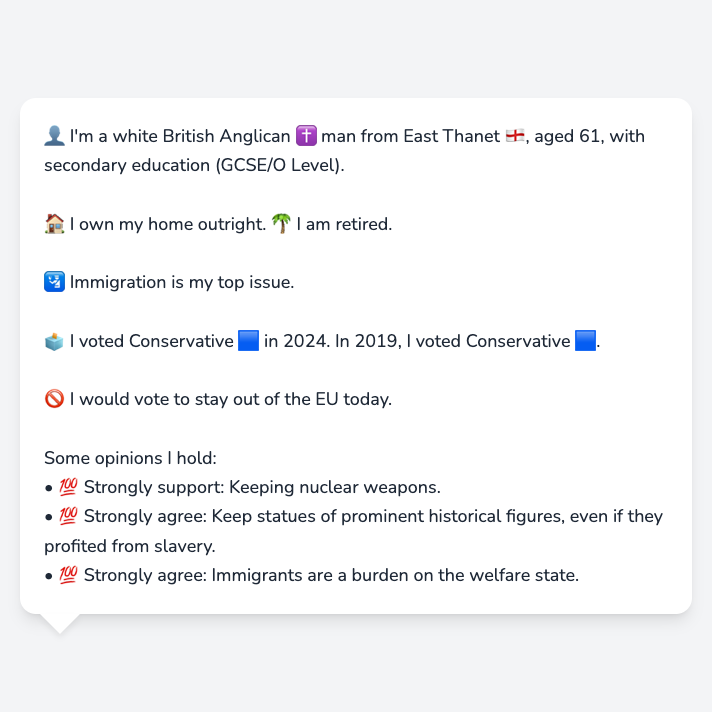 👤 I'm a white British Anglican ✝️ man from East Thanet 🏴󠁧󠁢󠁥󠁮󠁧󠁿, aged 61, with
secondary education (GCSE/O Level).
🏠 I own my home outright. 🌴 I am retired.
🛂 Immigration is my top issue.
🗳️ I voted Conservative 🟦 in 2024. In 2019, I voted Conservative 🟦.
🚫 I would vote to stay out of the EU today.
Some opinions I hold:
• 💯 Strongly support: Keeping nuclear weapons.
• 💯 Strongly agree: Keep statues of prominent historical figures, even if they
profited from slavery.
• 💯 Strongly agree: Immigrants are a burden on the welfare state.